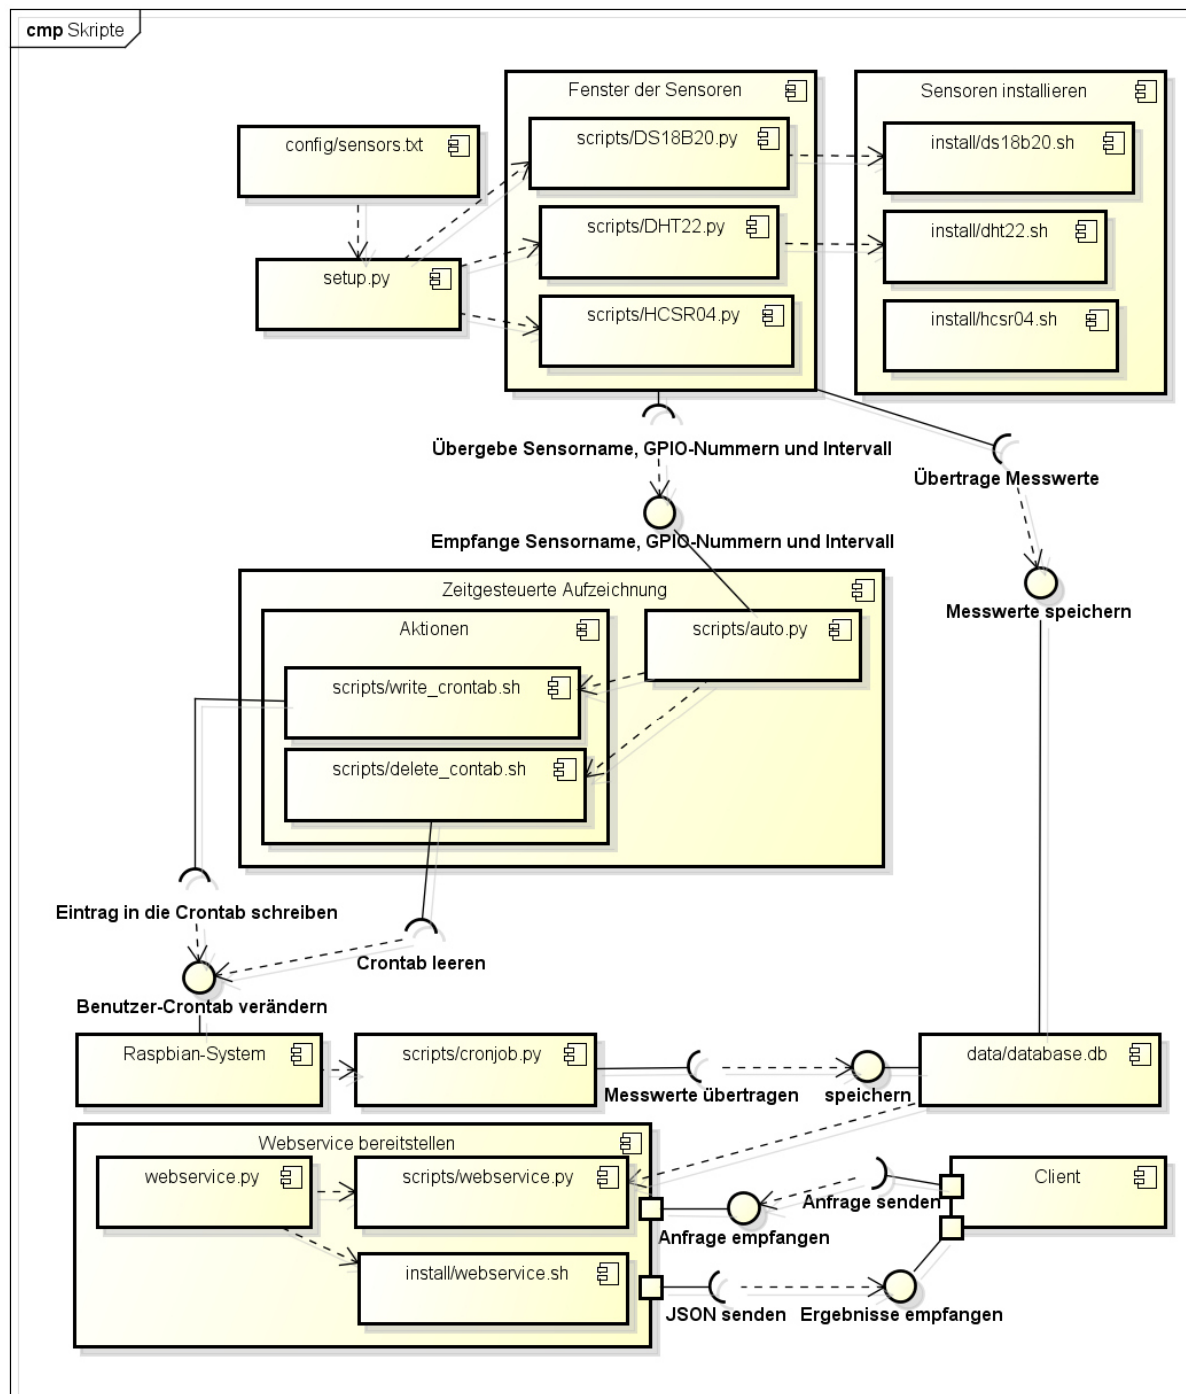 cmp Skripte
Fenster der Sensoren
Sensoren installieren
config/sensors.txt
scripts/DS18B20.py
install/ds18b20.sh
setup.py
scripts/DHT22.py
install/dht22.sh
scripts/HCSR04.py
install/hcsr04.sh
Übergebe Sensorname, GPIO-Nummern und Intervall
Übertrage Messwerte
Empfange Sensorname, GPIO-Nummern und Intervall
Messwerte speichern
Zeitgesteuerte Aufzeichnung
Aktionen
scripts/auto.py
scripts/write_crontab.sh
scripts/delete_contab.sh
Eintrag in die Crontab schreiben
Crontab leeren
Benutzer-Crontab verändern
Raspbian-System
scripts/cronjob.py
Messwerte übertragen
speichern
data/database.db
Webservice bereitstellen
webservice.py
scripts/webservice.py
Client
Anfrage senden
Anfrage empfangen
install/webservice.sh
JSON senden
Ergebnisse empfangen